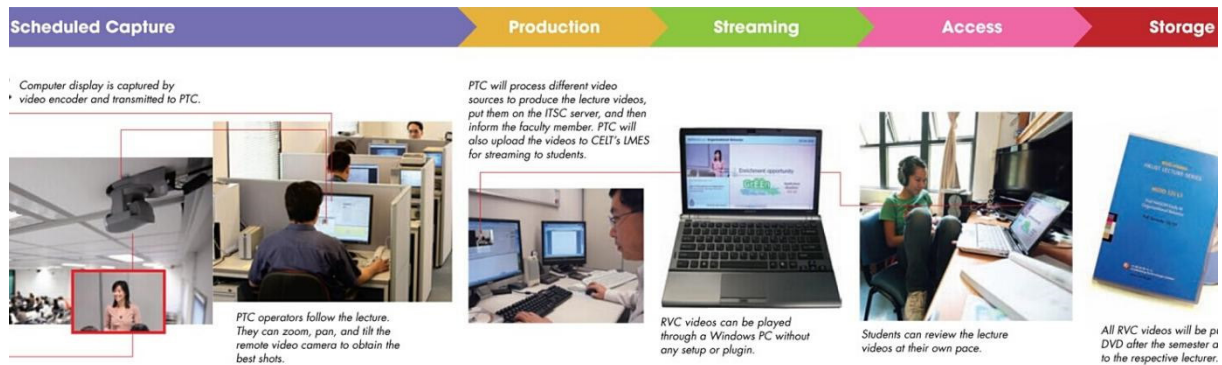 Scheduled Capture
Production
Streaming
Access
Storage
Computer display is captured by
video encoder and transmitted to PTC.
PTC operators follow the lecture.
They can zoom, pan, and tilt the
remote video camera to obtain the
best shots.
PTC will process different video
sources to produce the lecture videos,
put them on the ITSC server, and then
inform the faculty member. PTC will
also upload the videos to CELT's LMES
for streaming to students.
Enrichment opportunity
RVC videos can be played
through a Windows PC without
any setup or plugin.
Students can review the lecture
videos at their own pace.
All RVC videos will be
DVD after the semester
to the respective lecturer.